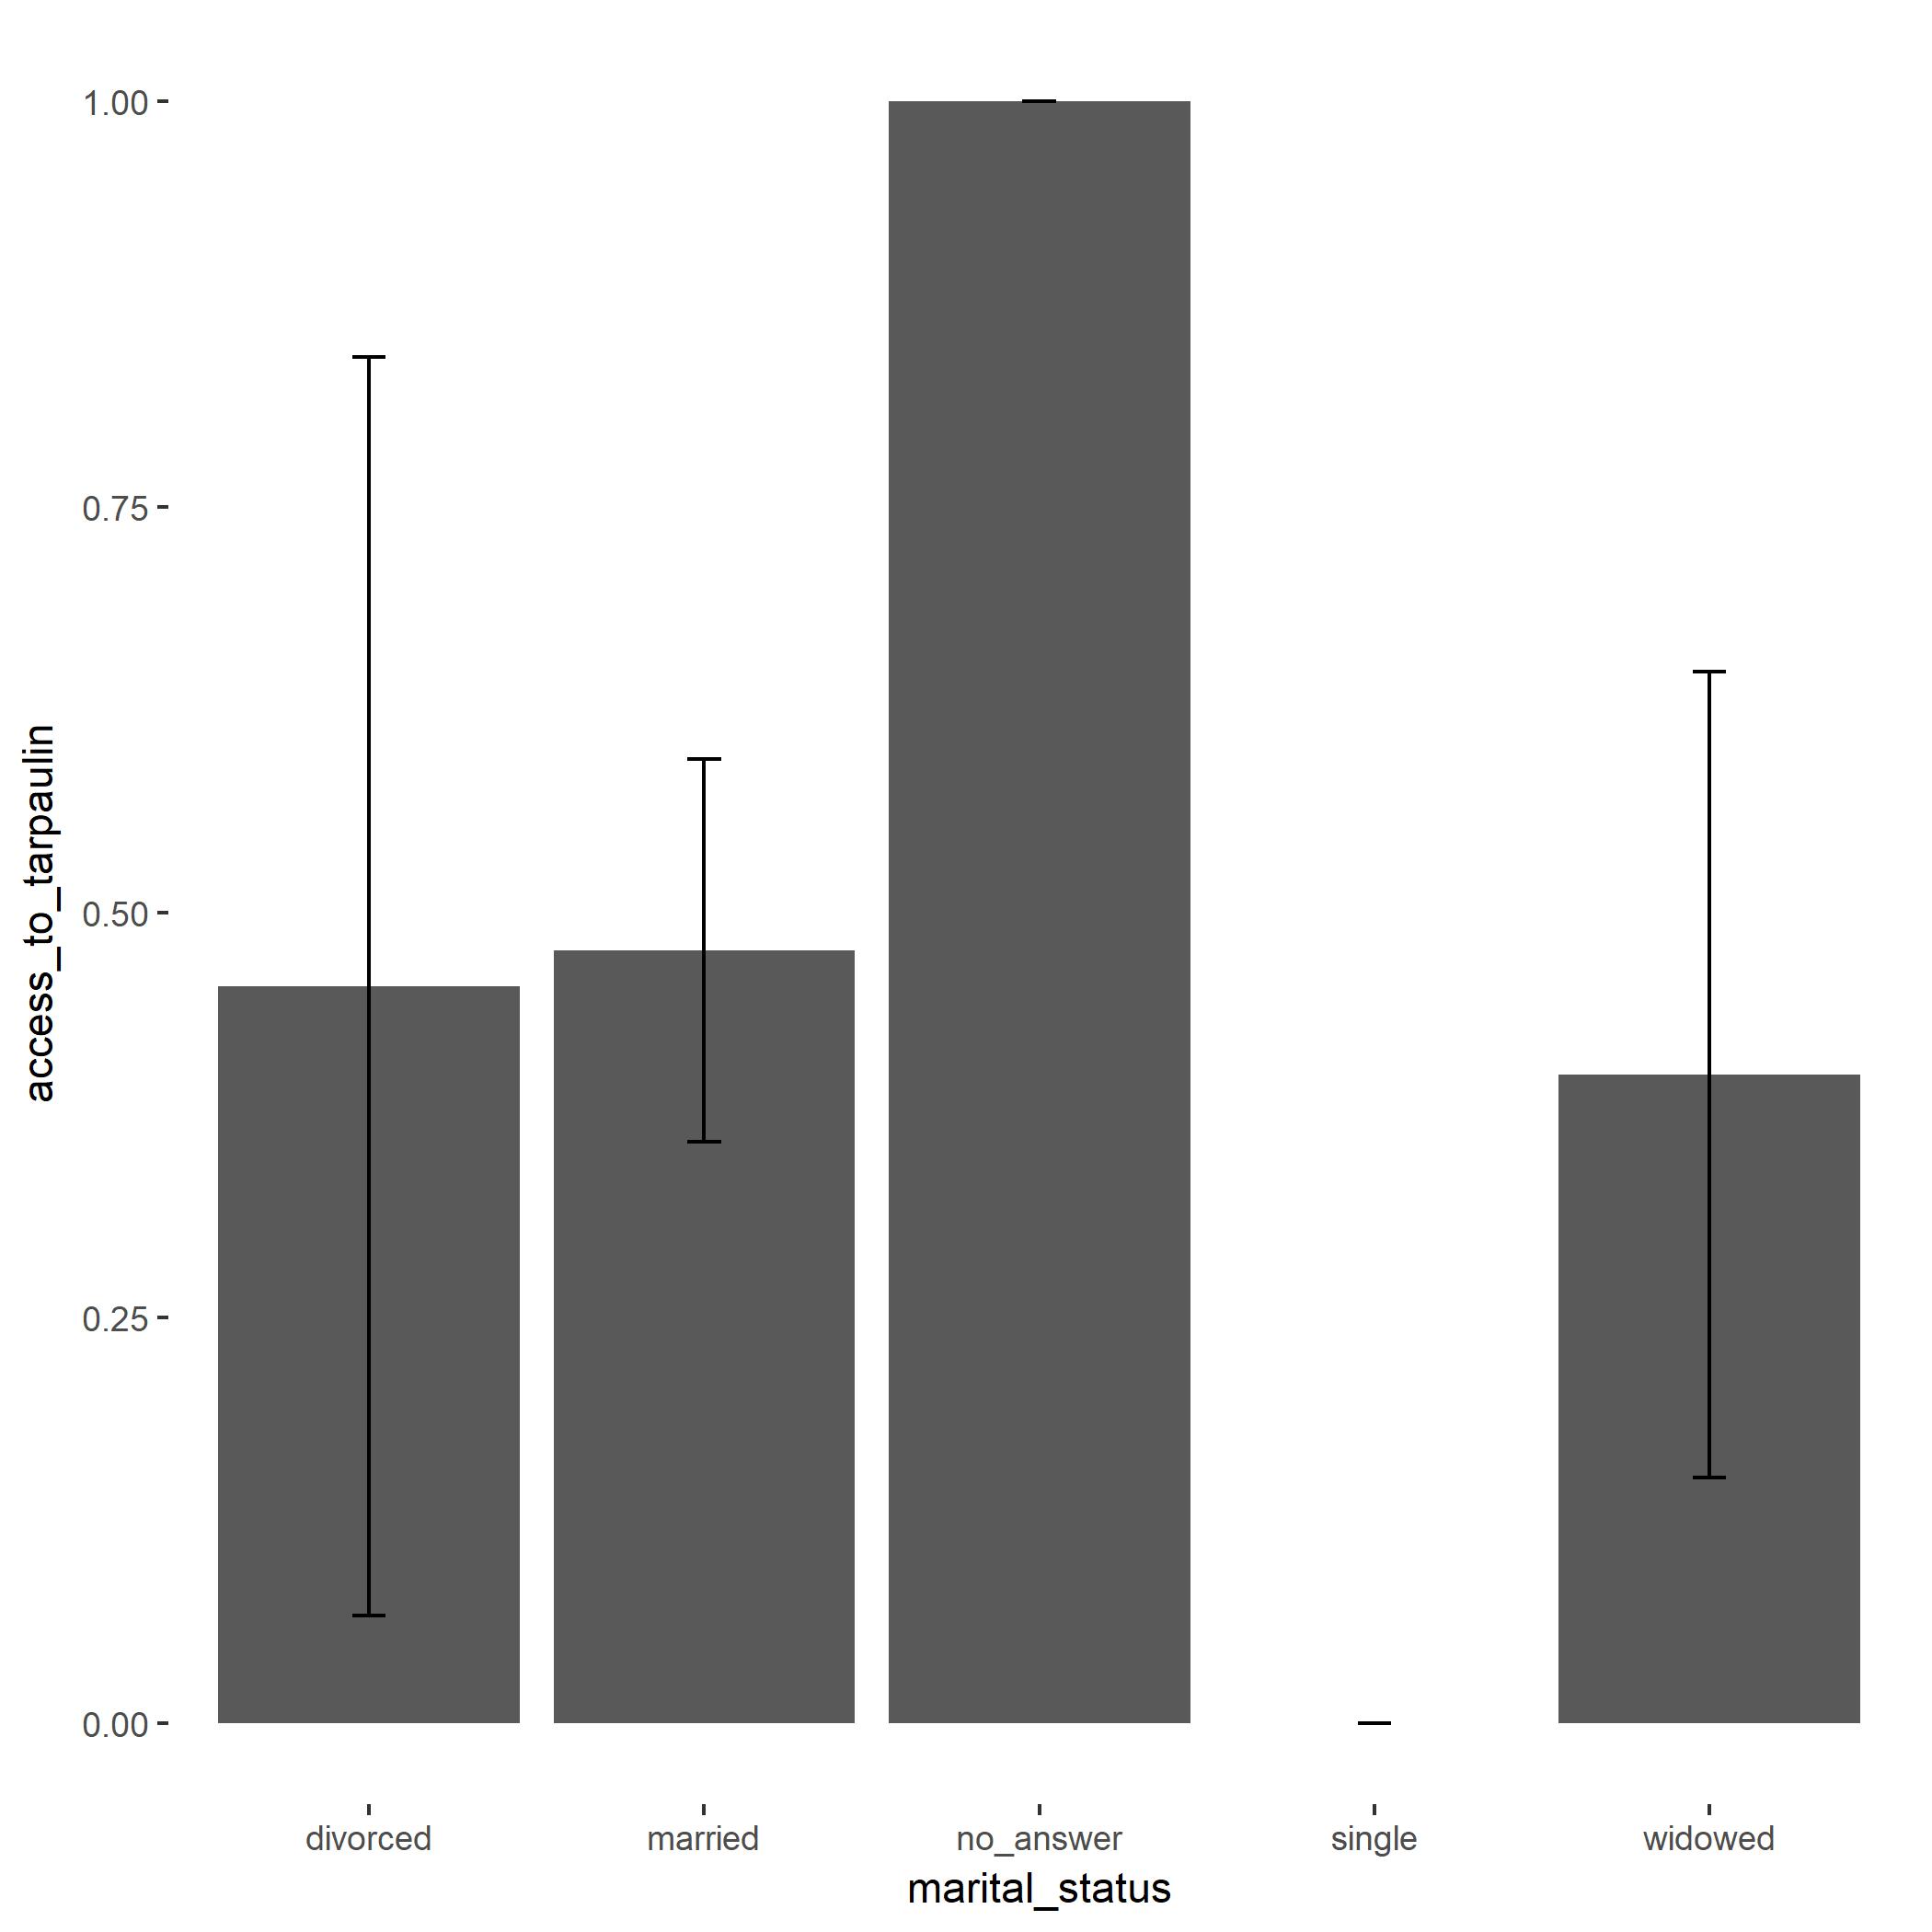 1.00
0.75
0.50
0.25
0.00
access_to_tarpaulin
divorced married no_answer single widowed
marital_status